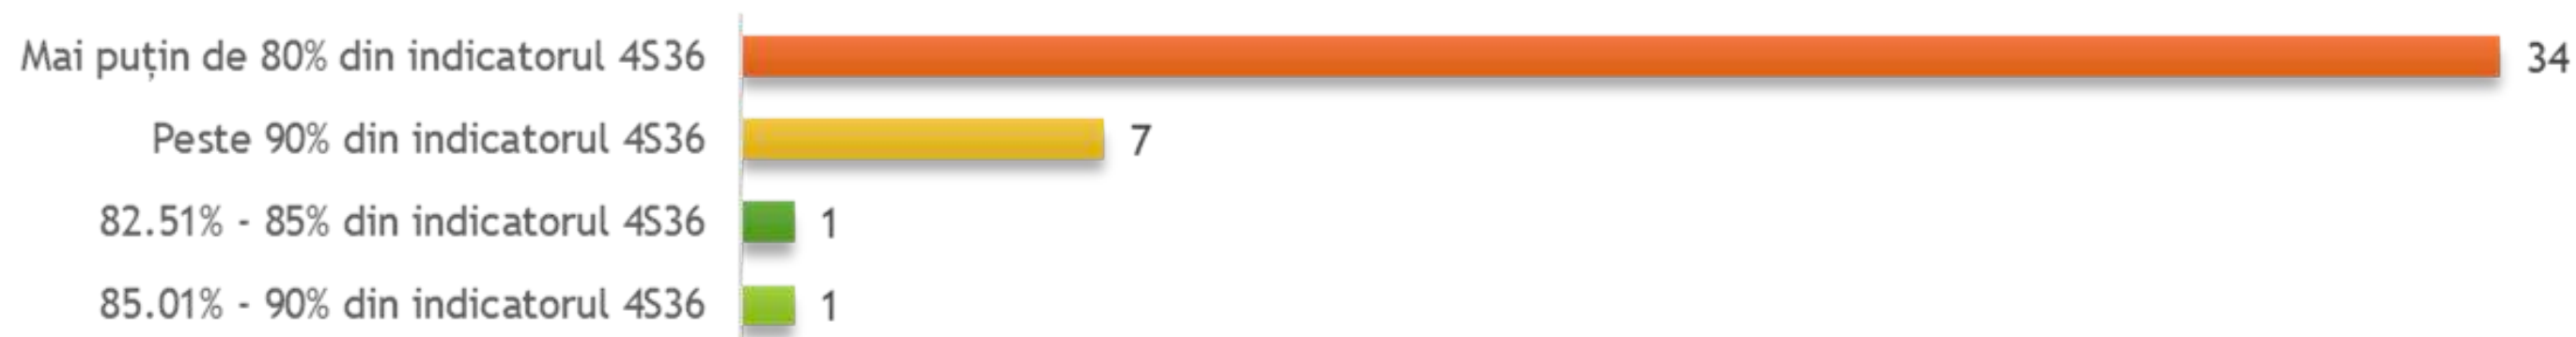 Mai puțin de 80% din indicatorul 4S36 34
Peste 90% din indicatorul 4S36 7
82.51% - 85% din indicatorul 4S36 1
85.01% - 90% din indicatorul 4S36 1